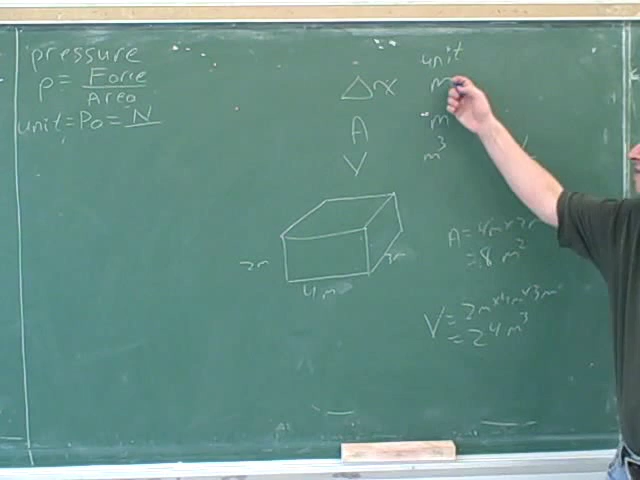 pressure
p = Force / Area
unit = Pa = N
unit
Δx m
A m
V m³
2m
4m
3m
A = 4m x 2m
= 8 m²
V = 2m x 4m x 3m
= 24 m³